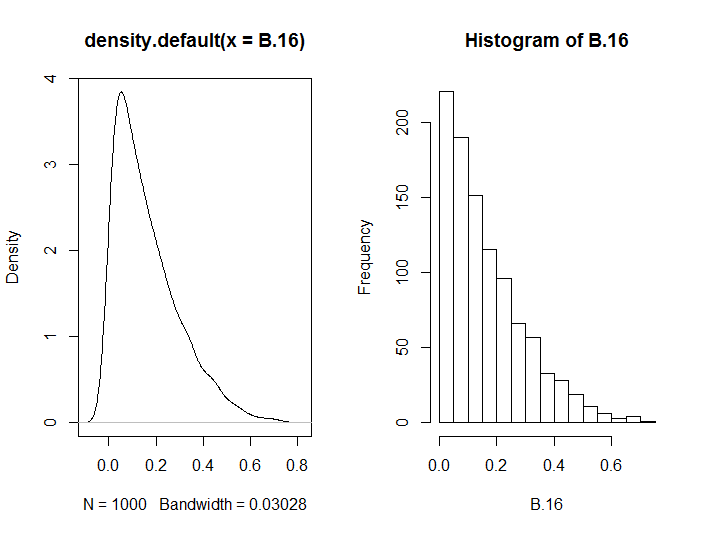 density.default(x = B.16)
Density
0
1
2
3
4
0.0 0.2 0.4 0.6 0.8
N = 1000 Bandwidth = 0.03028
Histogram of B.16
Frequency
0
50
100
150
200
0.0 0.2 0.4 0.6
B.16